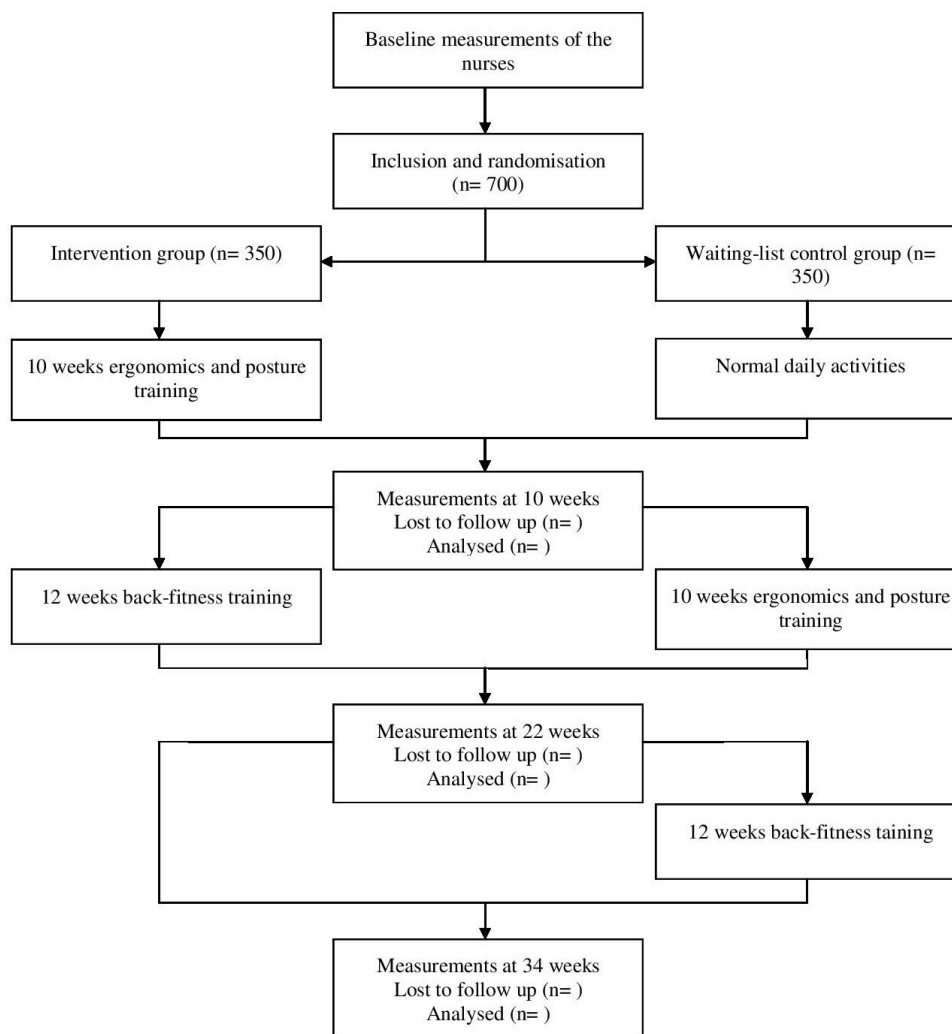 Baseline measurements of the
nurses
Inclusion and randomisation
(n= 700)
Intervention group (n= 350)
Waiting-list control group (n=
350)
10 weeks ergonomics and posture
training
Normal daily activities
Measurements at 10 weeks
Lost to follow up (n= )
Analysed (n= )
12 weeks back-fitness training
10 weeks ergonomics and posture
training
Measurements at 22 weeks
Lost to follow up (n= )
Analysed (n= )
12 weeks back-fitness taining
Measurements at 34 weeks
Lost to follow up (n= )
Analysed (n= )